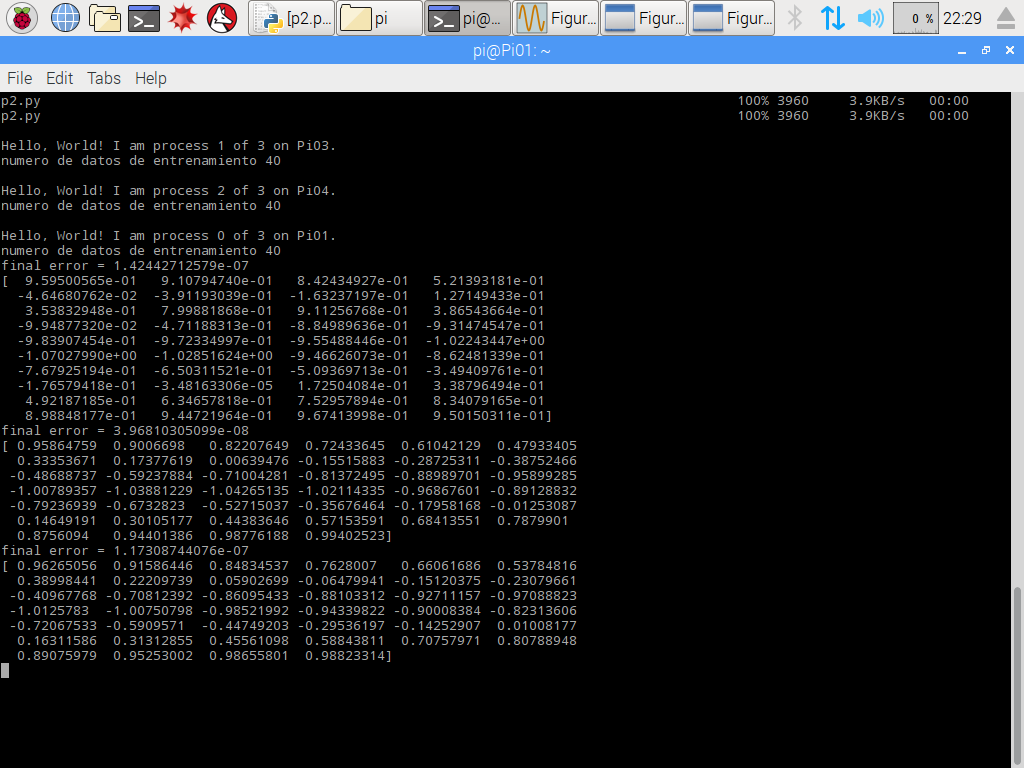 [p2.p... pi pi@... Figur... Figur... Figur... 0 % 22:29
pi@Pi01: ~
File Edit Tabs Help
p2.py 100% 3960 3.9KB/s 00:00
p2.py 100% 3960 3.9KB/s 00:00
Hello, World! I am process 1 of 3 on Pi03.
numero de datos de entrenamiento 40
Hello, World! I am process 2 of 3 on Pi04.
numero de datos de entrenamiento 40
Hello, World! I am process 0 of 3 on Pi01.
numero de datos de entrenamiento 40
final error = 1.42442712579e-07
[ 9.59500565e-01 9.10794740e-01 8.42434927e-01 5.21393181e-01
-4.64680762e-02 -3.91193039e-01 -1.63237197e-01 1.27149433e-01
3.53832948e-01 7.99881868e-01 9.11256768e-01 3.86543664e-01
-9.94877320e-02 -4.71188313e-01 -8.84989636e-01 -9.31474547e-01
-9.83907454e-01 -9.72334997e-01 -9.55488446e-01 -1.02243447e+00
-1.07027990e+00 -1.02851624e+00 -9.46626073e-01 -8.62481339e-01
-7.67925194e-01 -6.50311521e-01 -5.09369713e-01 -3.49409761e-01
-1.76579418e-01 -3.48163306e-05 1.72504084e-01 3.38796494e-01
4.92187185e-01 6.34657818e-01 7.52957894e-01 8.34079165e-01
8.98848177e-01 9.44721964e-01 9.67413998e-01 9.50150311e-01]
final error = 3.96810305099e-08
[ 0.95864759 0.9006698 0.82207649 0.72433645 0.61042129 0.47933405
0.33353671 0.17377619 0.00639476 -0.15515883 -0.28725311 -0.38752466
-0.48688737 -0.59237884 -0.71004281 -0.81372495 -0.88989701 -0.95899285
-1.00789357 -1.03881229 -1.04265135 -1.02114335 -0.96867601 -0.89128832
-0.79236939 -0.6732823 -0.52715037 -0.35676464 -0.17958168 -0.01253087
0.14649191 0.30105177 0.44383646 0.57153591 0.68413551 0.7879901
0.8756094 0.94401386 0.98776188 0.99402523]
final error = 1.17308744076e-07
[ 0.96265056 0.91586446 0.84834537 0.7628007 0.66061686 0.53784816
0.38998441 0.22209739 0.05902699 -0.06479941 -0.15120375 -0.23079661
-0.40967768 -0.70812392 -0.86095433 -0.88103312 -0.92711157 -0.97088823
-1.0125783 -1.00750798 -0.98521992 -0.94339822 -0.90008384 -0.82313606
-0.72067533 -0.5909571 -0.44749203 -0.29536197 -0.14252907 0.01008177
0.16311586 0.31312855 0.45561098 0.58843811 0.70757971 0.80788948
0.89075979 0.95253002 0.98655801 0.98823314]